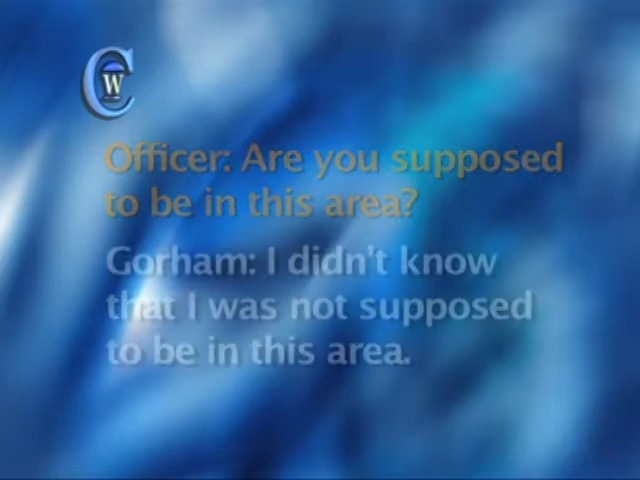 CW
Officer: Are you supposed
to be in this area?
Gorham: I didn't know
that I was not supposed
to be in this area.